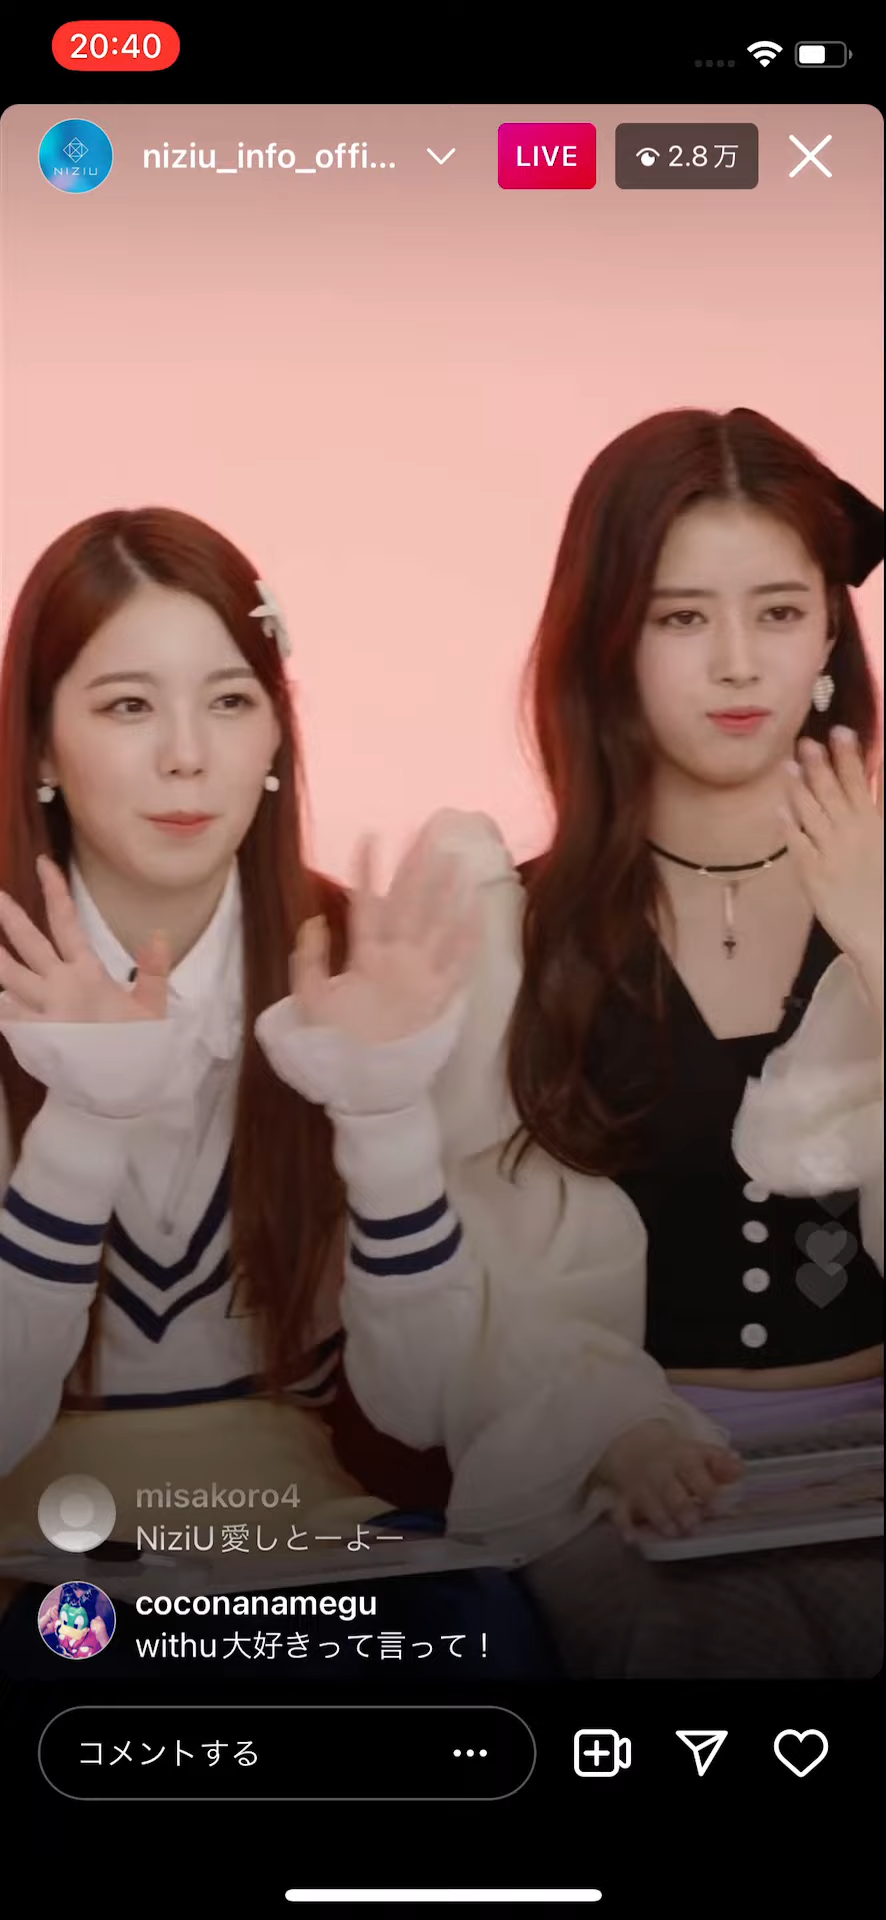 20:40
NIZIU
niziu_info_offi...
LIVE
2.8万
misakoro4
NiziU愛しとーよー
coconanamegu
withu大好きって言って！
コメントする